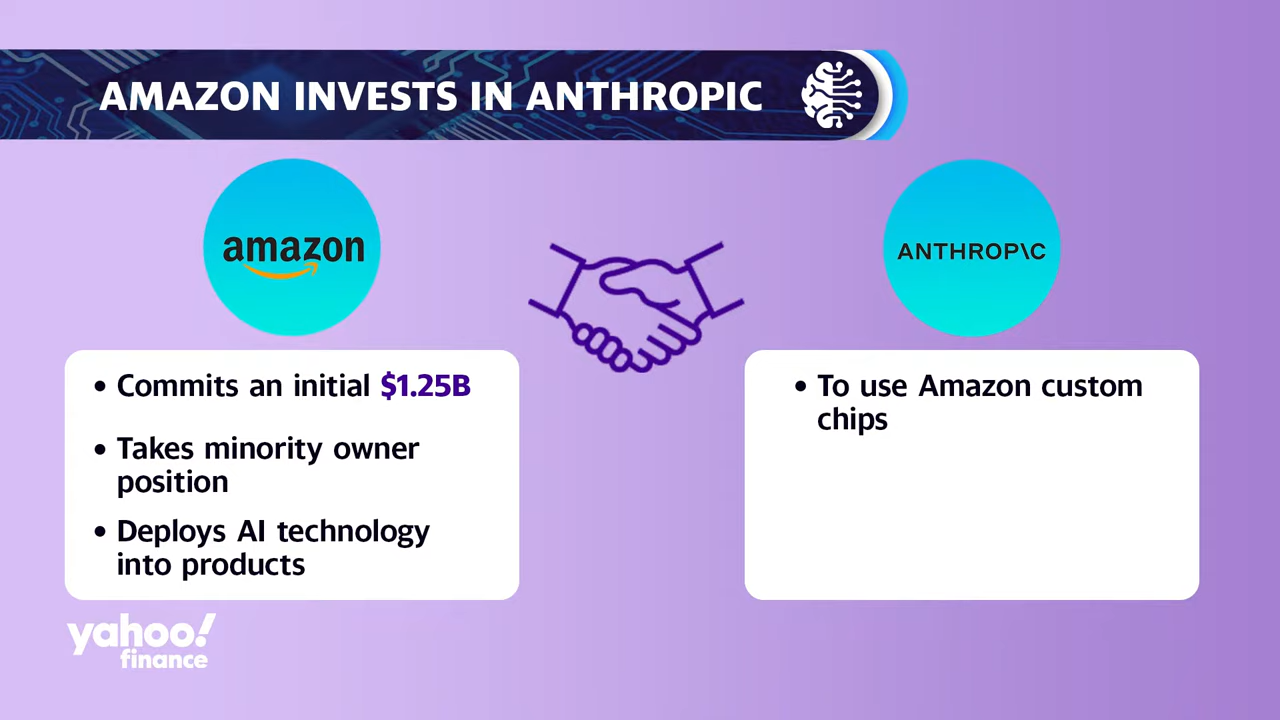 AMAZON INVESTS IN ANTHROPIC
amazon
ANTHROP\C
• Commits an initial $1.25B
• Takes minority owner
position
• Deploys AI technology
into products
• To use Amazon custom
chips
yahoo!
finance